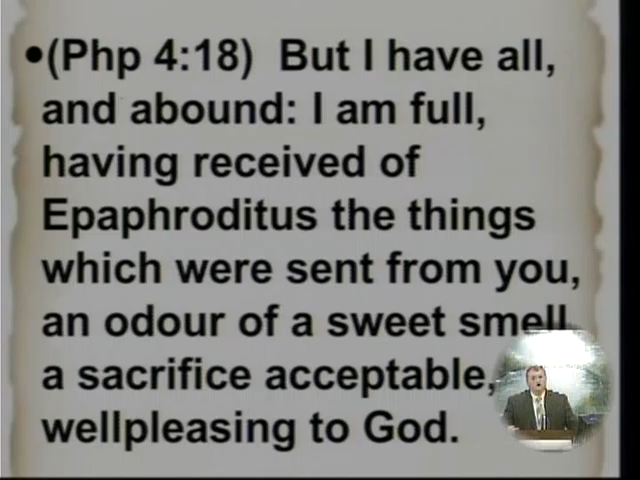 •(Php 4:18) But I have all,
and abound: I am full,
having received of
Epaphroditus the things
which were sent from you,
an odour of a sweet smell
a sacrifice acceptable,
wellpleasing to God.